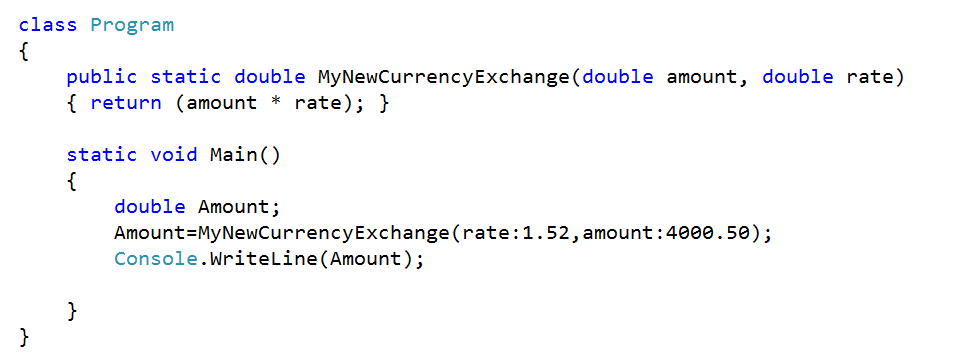 class Program
{
    public static double MyNewCurrencyExchange(double amount, double rate)
    { return (amount * rate); }
    static void Main()
    {
        double Amount;
        Amount=MyNewCurrencyExchange(rate:1.52,amount:4000.50);
        Console.WriteLine(Amount);
    }
}